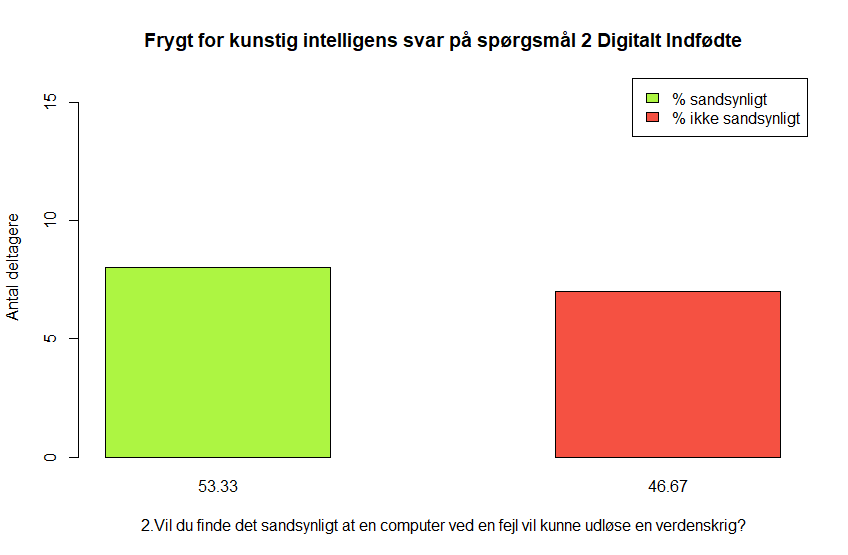 Frygt for kunstig intelligens svar på spørgsmål 2 Digitalt Indfødte
% sandsynligt
% ikke sandsynligt
Antal deltagere
15
10
5
0
53.33
46.67
2.Vil du finde det sandsynligt at en computer ved en fejl vil kunne udløse en verdenskrig?